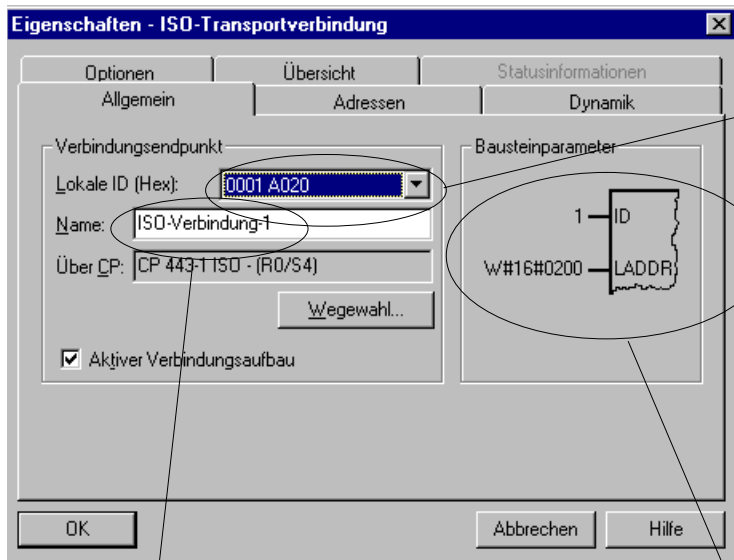 Eigenschaften - ISO-Transportverbindung
Optionen Übersicht Statusinformationen
Allgemein Adressen Dynamik
Verbindungsendpunkt
Lokale ID (Hex): 0001 A020
Name: ISO-Verbindung-1
Über CP: CP 443-1 ISO - (R0/S4)
Wegewahl...
Aktiver Verbindungsaufbau
Bausteinparameter
1 ID
W#16#0200 LADDR
OK Abbrechen Hilfe